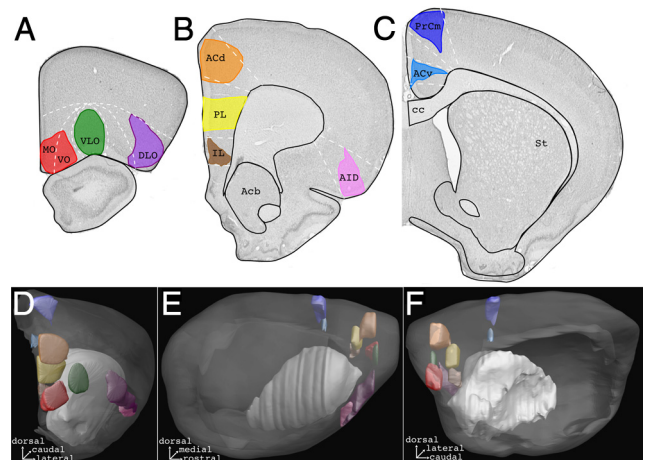 A
B
C
MO
VO
VLO
DLO
ACd
PL
IL
Acb
AID
PrCm
ACv
cc
St
D
E
F
dorsal
caudal
lateral
dorsal
medial
rostral
dorsal
lateral
caudal